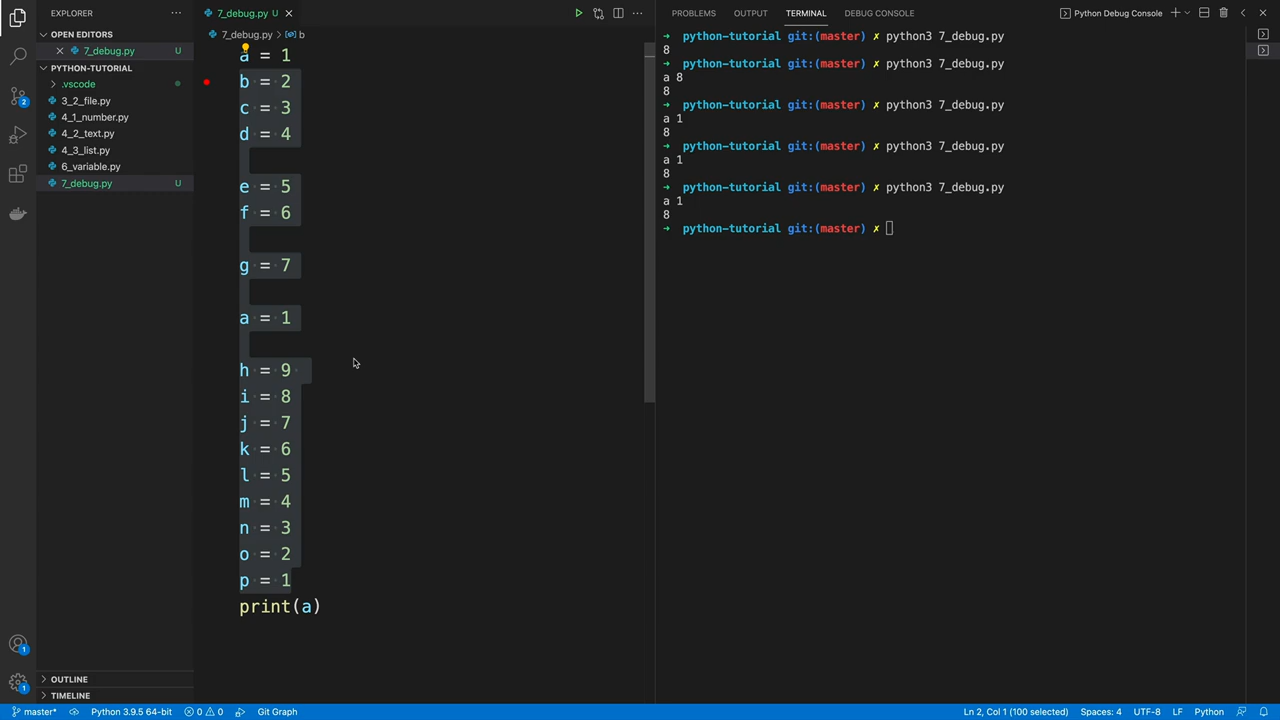 EXPLORER
OPEN EDITORS
7_debug.py U
PYTHON-TUTORIAL
.vscode
3_2_file.py
4_1_number.py
4_2_text.py
4_3_list.py
6_variable.py
7_debug.py U
OUTLINE
TIMELINE
7_debug.py U
7_debug.py > b
a = 1
b = 2
c = 3
d = 4
e = 5
f = 6
g = 7
a = 1
h = 9
i = 8
j = 7
k = 6
l = 5
m = 4
n = 3
o = 2
p = 1
print(a)
PROBLEMS OUTPUT TERMINAL DEBUG CONSOLE Python Debug Console
→ python-tutorial git:(master) ✗ python3 7_debug.py
8
→ python-tutorial git:(master) ✗ python3 7_debug.py
a 8
8
→ python-tutorial git:(master) ✗ python3 7_debug.py
a 1
8
→ python-tutorial git:(master) ✗ python3 7_debug.py
a 1
8
→ python-tutorial git:(master) ✗ python3 7_debug.py
a 1
8
→ python-tutorial git:(master) ✗
2
1
1
master* Python 3.9.5 64-bit 0 0 Git Graph Ln 2, Col 1 (100 selected) Spaces: 4 UTF-8 LF Python